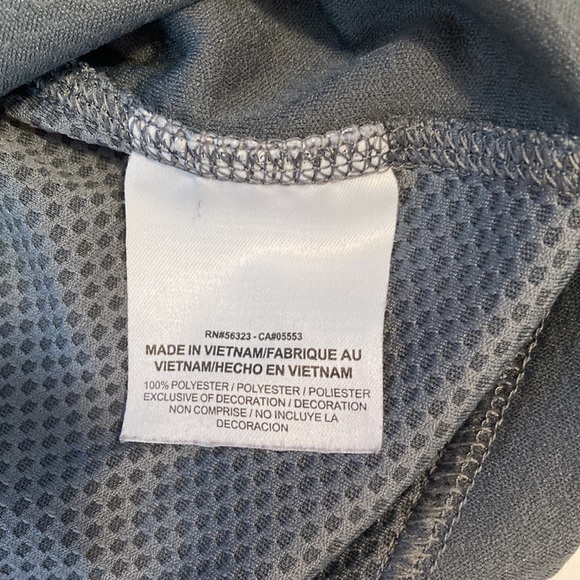 RN#56323 - CA#05553
MADE IN VIETNAM/FABRIQUE AU
VIETNAM/HECHO EN VIETNAM
100% POLYESTER / POLYESTER / POLIESTER
EXCLUSIVE OF DECORATION / DECORATION
NON COMPRISE / NO INCLUYE LA
DECORACION